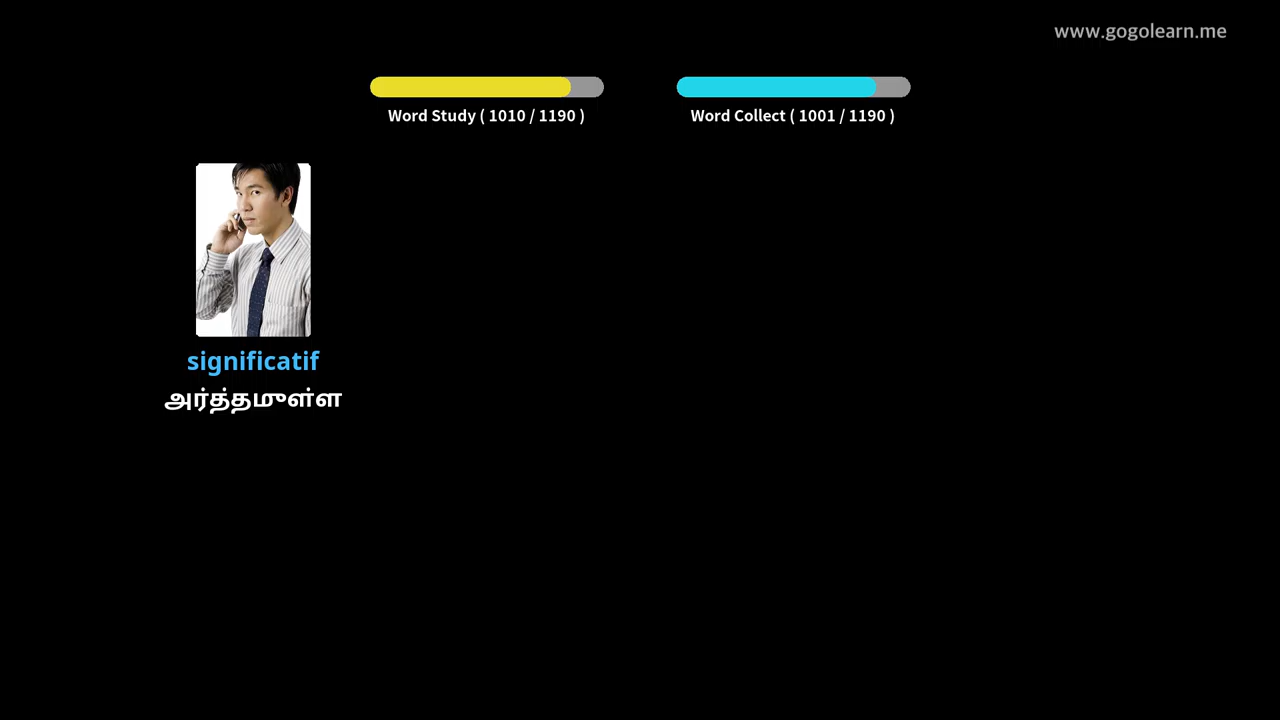 www.gogolearn.me
Word Study ( 1010 / 1190 )
Word Collect ( 1001 / 1190 )
significatif
அர்த்தமுள்ள